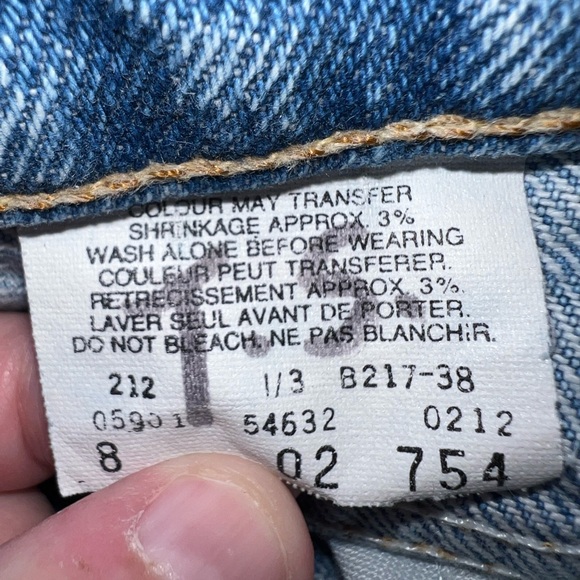 COLOUR MAY TRANSFER
SHRINKAGE APPROX. 3%
WASH ALONE BEFORE WEARING
COULEUR PEUT TRANSFERER.
RETRECISSEMENT APPROX. 3%.
LAVER SEUL AVANT DE PORTER.
DO NOT BLEACH. NE PAS BLANCHIR.
212 1/3 B217-38
05901 54632 0212
8 02 754